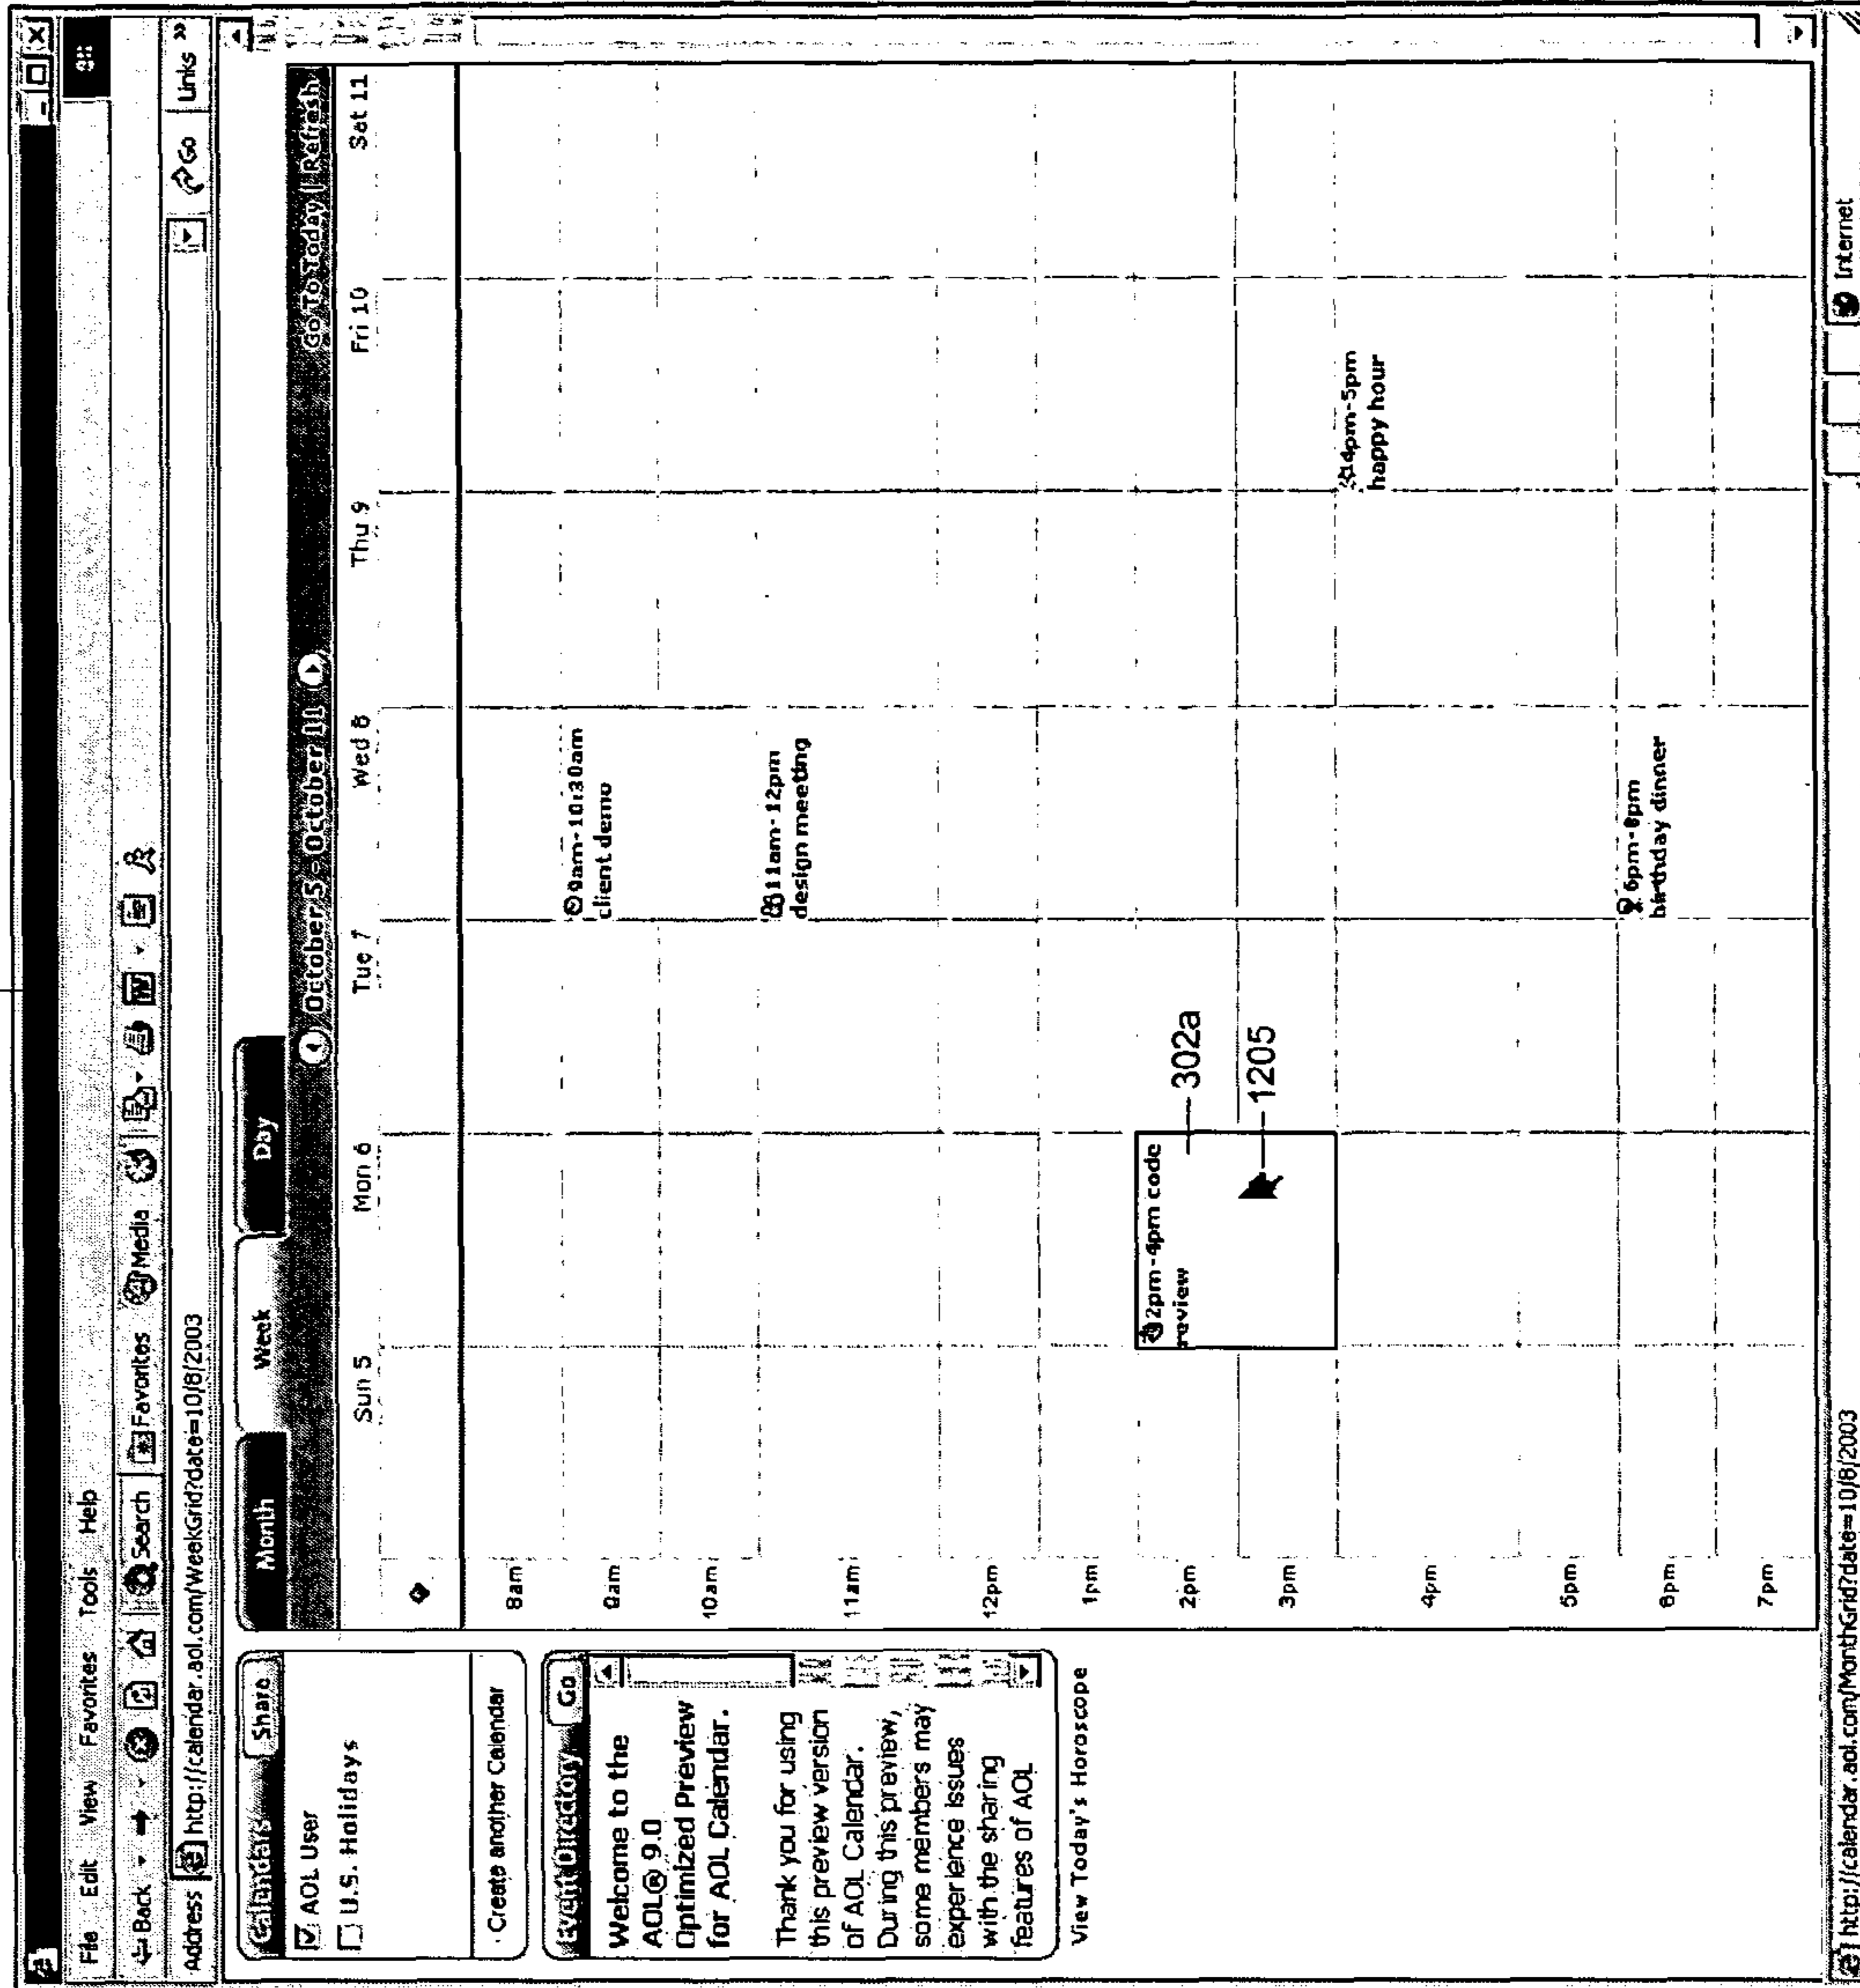 File Edit View Favorites Tools Help
Back Search Favorites Media
Address http://calendar.aol.com/WeekGrid?date=10/8/2003 Go Links »
Calendars Share
AOL User
U.S. Holidays
Create another Calendar
Event Directory Go
Welcome to the
AOL® 9.0
Optimized Preview
for AOL Calendar.
Thank you for using
this preview version
of AOL Calendar.
During this preview,
some members may
experience issues
with the sharing
features of AOL
View Today's Horoscope
Month Week Day
October 5 - October 11 Go To Today | Refresh
Sun 5 Mon 6 Tue 7 Wed 8 Thu 9 Fri 10 Sat 11
8am
9am
9am-10:30am
client demo
10am
11am
11am-12pm
design meeting
12pm
1pm
2pm
2pm-4pm code
review
302a
3pm
1205
4pm
4pm-5pm
happy hour
5pm
6pm
6pm-8pm
birthday dinner
7pm
http://calendar.aol.com/MonthGrid?date=10/8/2003 Internet